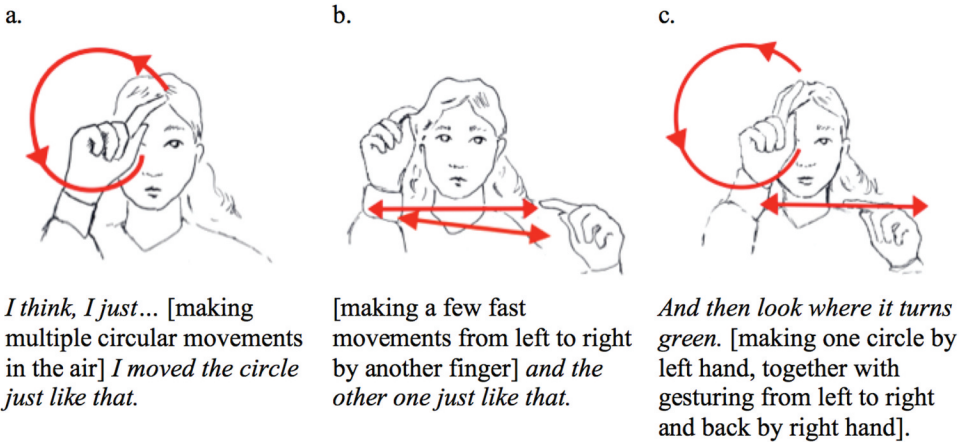 a.
I think, I just... [making
multiple circular movements
in the air] I moved the circle
just like that.
b.
[making a few fast
movements from left to right
by another finger] and the
other one just like that.
c.
And then look where it turns
green. [making one circle by
left hand, together with
gesturing from left to right
and back by right hand].